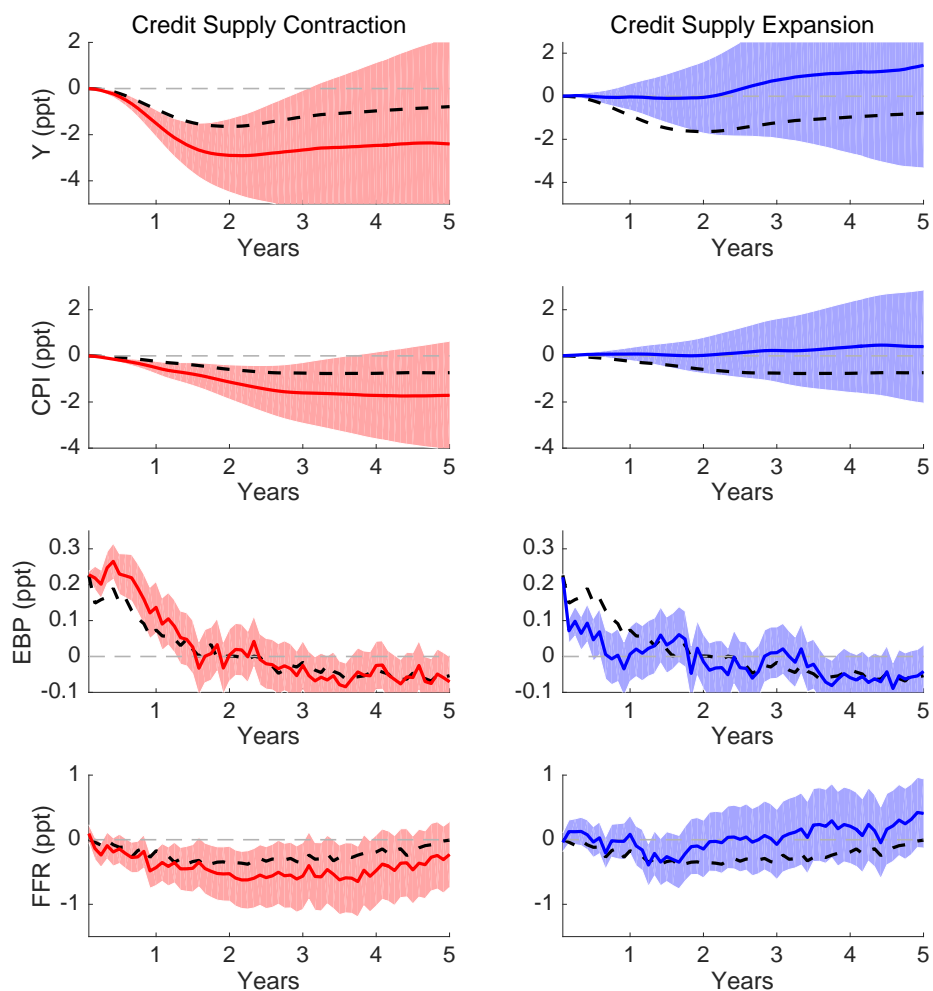 Credit Supply Contraction
Credit Supply Expansion
Y (ppt)
2
0
-2
-4
1 2 3 4 5
Years
2
0
-2
-4
1 2 3 4 5
Years
CPI (ppt)
2
0
-2
-4
1 2 3 4 5
Years
2
0
-2
-4
1 2 3 4 5
Years
EBP (ppt)
0.3
0.2
0.1
0
-0.1
1 2 3 4 5
Years
0.3
0.2
0.1
0
-0.1
1 2 3 4 5
Years
FFR (ppt)
1
0
-1
1 2 3 4 5
Years
1
0
-1
1 2 3 4 5
Years